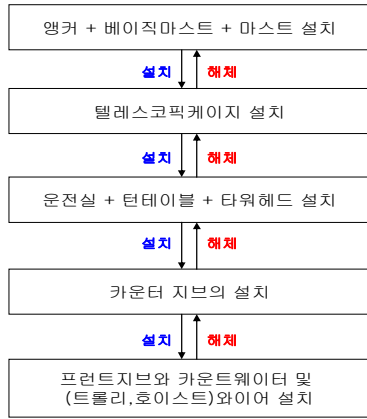 앵커 + 베이직마스트 + 마스트 설치
설치 해체
텔레스코픽케이지 설치
설치 해체
운전실 + 턴테이블 + 타워헤드 설치
설치 해체
카운터 지브의 설치
설치 해체
프런트지브와 카운트웨이터 및
(트롤리,호이스트)와이어 설치